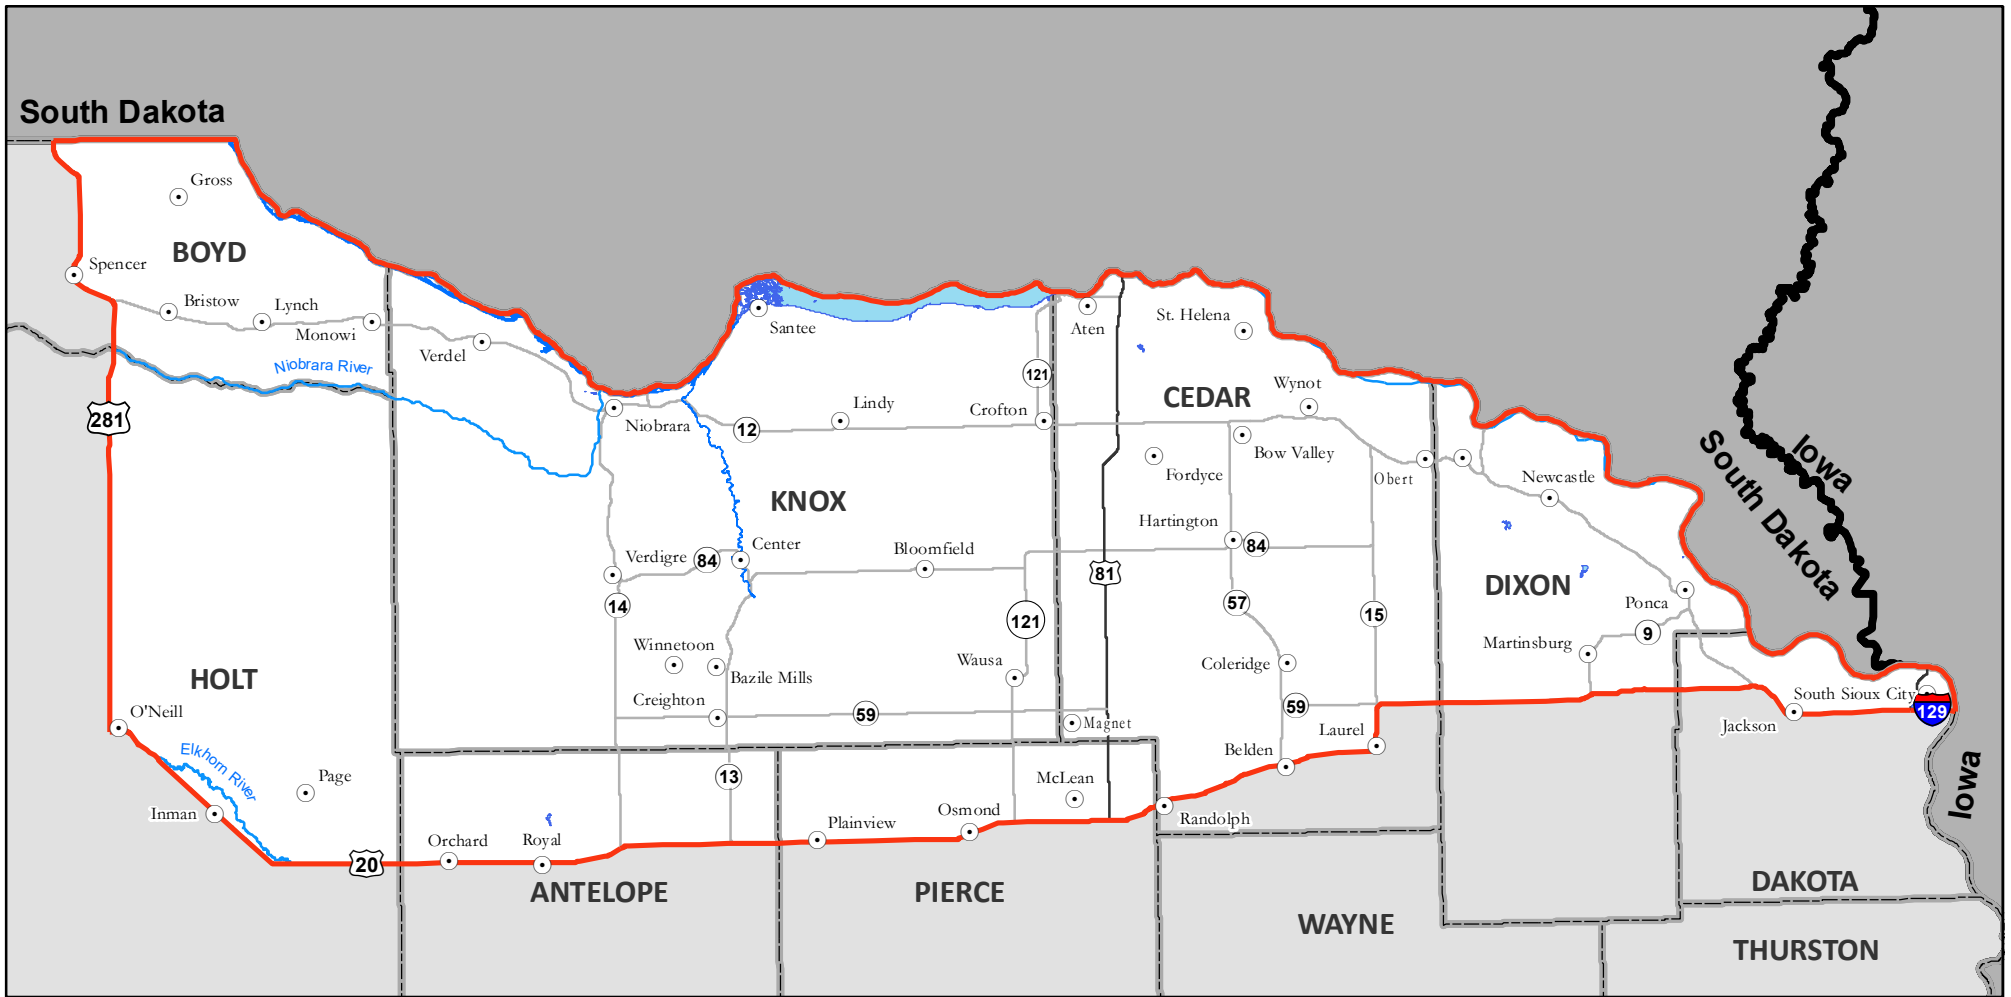 South Dakota
Gross
BOYD
Spencer
Bristow
Lynch
Monowi
Verdel
Niobrara River
281
Santee
Aten
St. Helena
121
Wynot
CEDAR
Lindy
Crofton
Niobrara
12
Bow Valley
Fordyce
Obert
Newcastle
Iowa
South Dakota
KNOX
Hartington
84
Verdigre
84
Center
Bloomfield
81
DIXON
14
57
15
Ponca
121
9
Martinsburg
Winnetoon
Wausa
Coleridge
Bazile Mills
HOLT
Creighton
59
Magnet
59
Laurel
South Sioux City
129
Jackson
O'Neill
Elkhorn River
Belden
Page
13
McLean
Iowa
Inman
Osmond
Plainview
Randolph
Orchard
Royal
20
ANTELOPE
PIERCE
WAYNE
DAKOTA
THURSTON